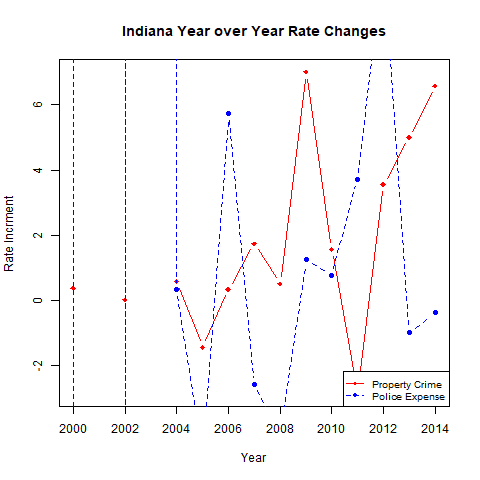 Indiana Year over Year Rate Changes
Rate Incrment
6
4
2
0
-2
2000 2002 2004 2006 2008 2010 2012 2014
Year
Property Crime
Police Expense